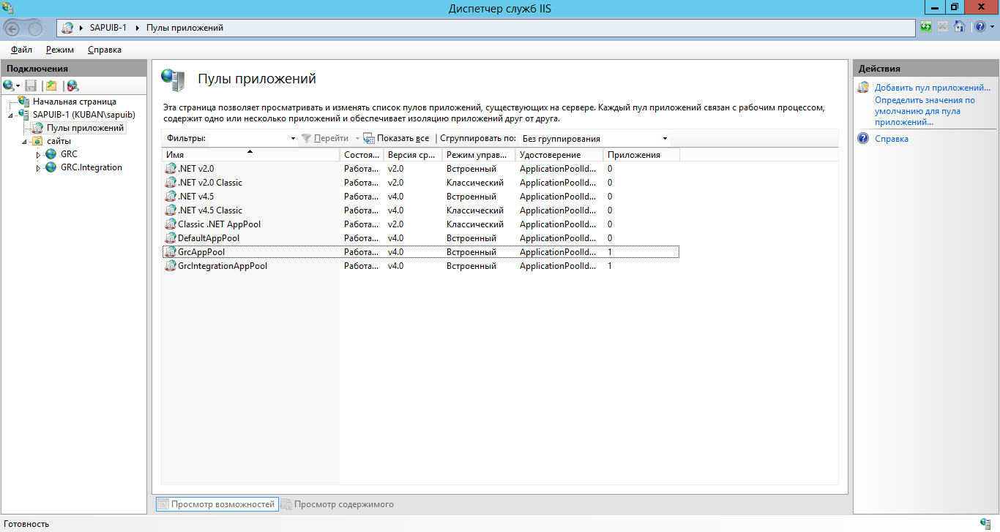 Диспетчер служб IIS
SAPUIB-1 Пулы приложений
Файл Режим Справка
Подключения
Начальная страница
SAPUIB-1 (KUBAN\sapuib)
Пулы приложений
сайты
GRC
GRC.Integration
Пулы приложений
Эта страница позволяет просматривать и изменять список пулов приложений, существующих на сервере. Каждый пул приложений связан с рабочим процессом,
содержит одно или несколько приложений и обеспечивает изоляцию приложений друг от друга.
Фильтры: Перейти Показать все Сгруппировать по: Без группирования
Имя Состоя... Версия ср... Режим управ... Удостоверение Приложения
.NET v2.0 Работа... v2.0 Встроенный ApplicationPoolId... 0
.NET v2.0 Classic Работа... v2.0 Классический ApplicationPoolId... 0
.NET v4.5 Работа... v4.0 Встроенный ApplicationPoolId... 0
.NET v4.5 Classic Работа... v4.0 Классический ApplicationPoolId... 0
Classic .NET AppPool Работа... v2.0 Классический ApplicationPoolId... 0
DefaultAppPool Работа... v4.0 Встроенный ApplicationPoolId... 0
GrcAppPool Работа... v4.0 Встроенный ApplicationPoolId... 1
GrcIntegrationAppPool Работа... v4.0 Встроенный ApplicationPoolId... 1
Просмотр возможностей Просмотр содержимого
Действия
Добавить пул приложений...
Определить значения по
умолчанию для пула
приложений...
Справка
Готовность